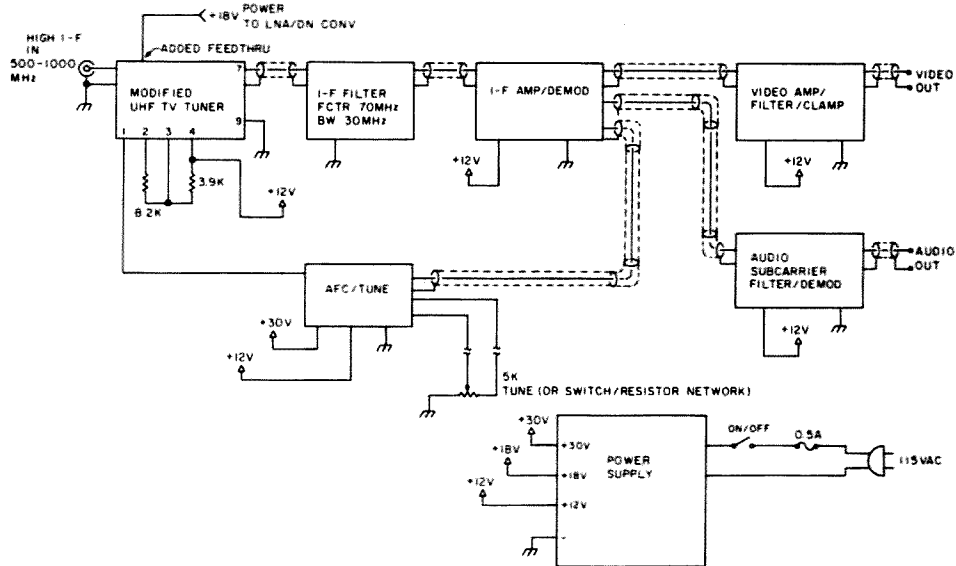 +18V POWER
TO LNA/DN CONV
HIGH I-F
IN
500-1000
MHz
ADDED FEEDTHRU
MODIFIED
UHF TV TUNER
7
9
1 2 3 4
8.2K
3.9K
+12V
I-F FILTER
FCTR 70MHz
BW 30MHz
I-F AMP/DEMOD
+12V
VIDEO AMP/
FILTER/CLAMP
+12V
VIDEO
OUT
AUDIO
SUBCARRIER
FILTER/DEMOD
+12V
AUDIO
OUT
AFC/TUNE
+30V
+12V
5K
TUNE (OR SWITCH/RESISTOR NETWORK)
+30V
+18V
+12V
+30V
+18V
+12V
-
POWER
SUPPLY
ON/OFF
0.5A
115VAC